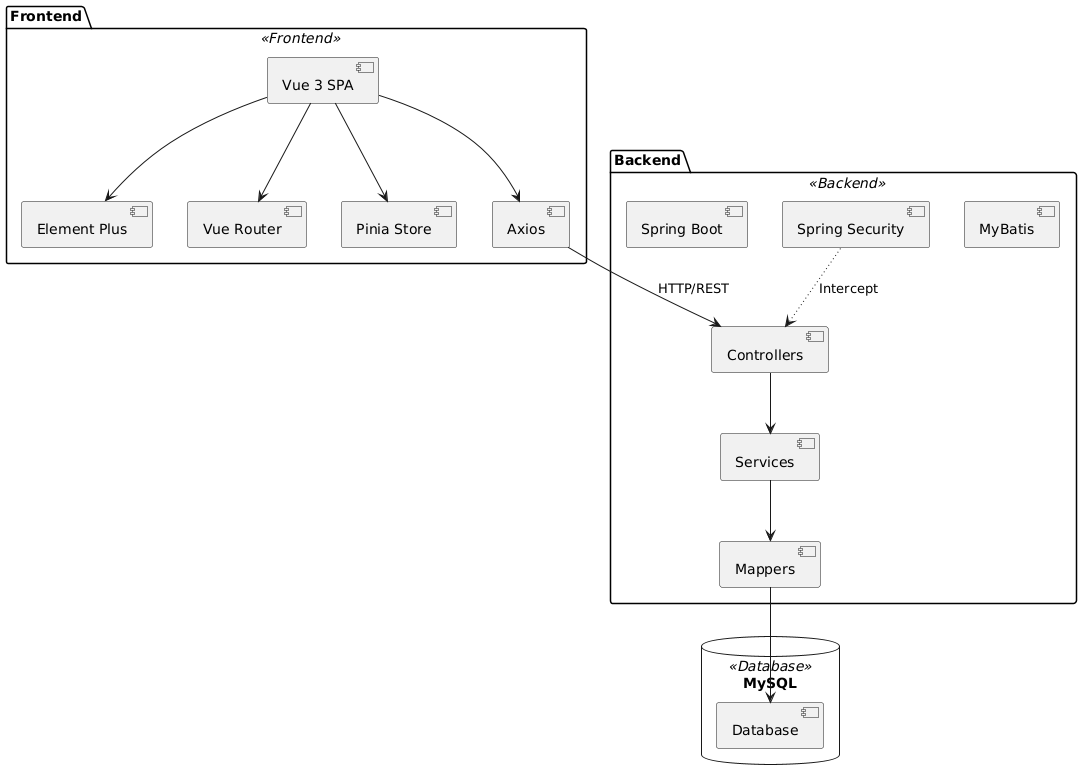 Frontend
«Frontend»
Vue 3 SPA
Element Plus
Vue Router
Pinia Store
Axios
Backend
«Backend»
Spring Boot
Spring Security
MyBatis
HTTP/REST
Intercept
Controllers
Services
Mappers
«Database»
MySQL
Database